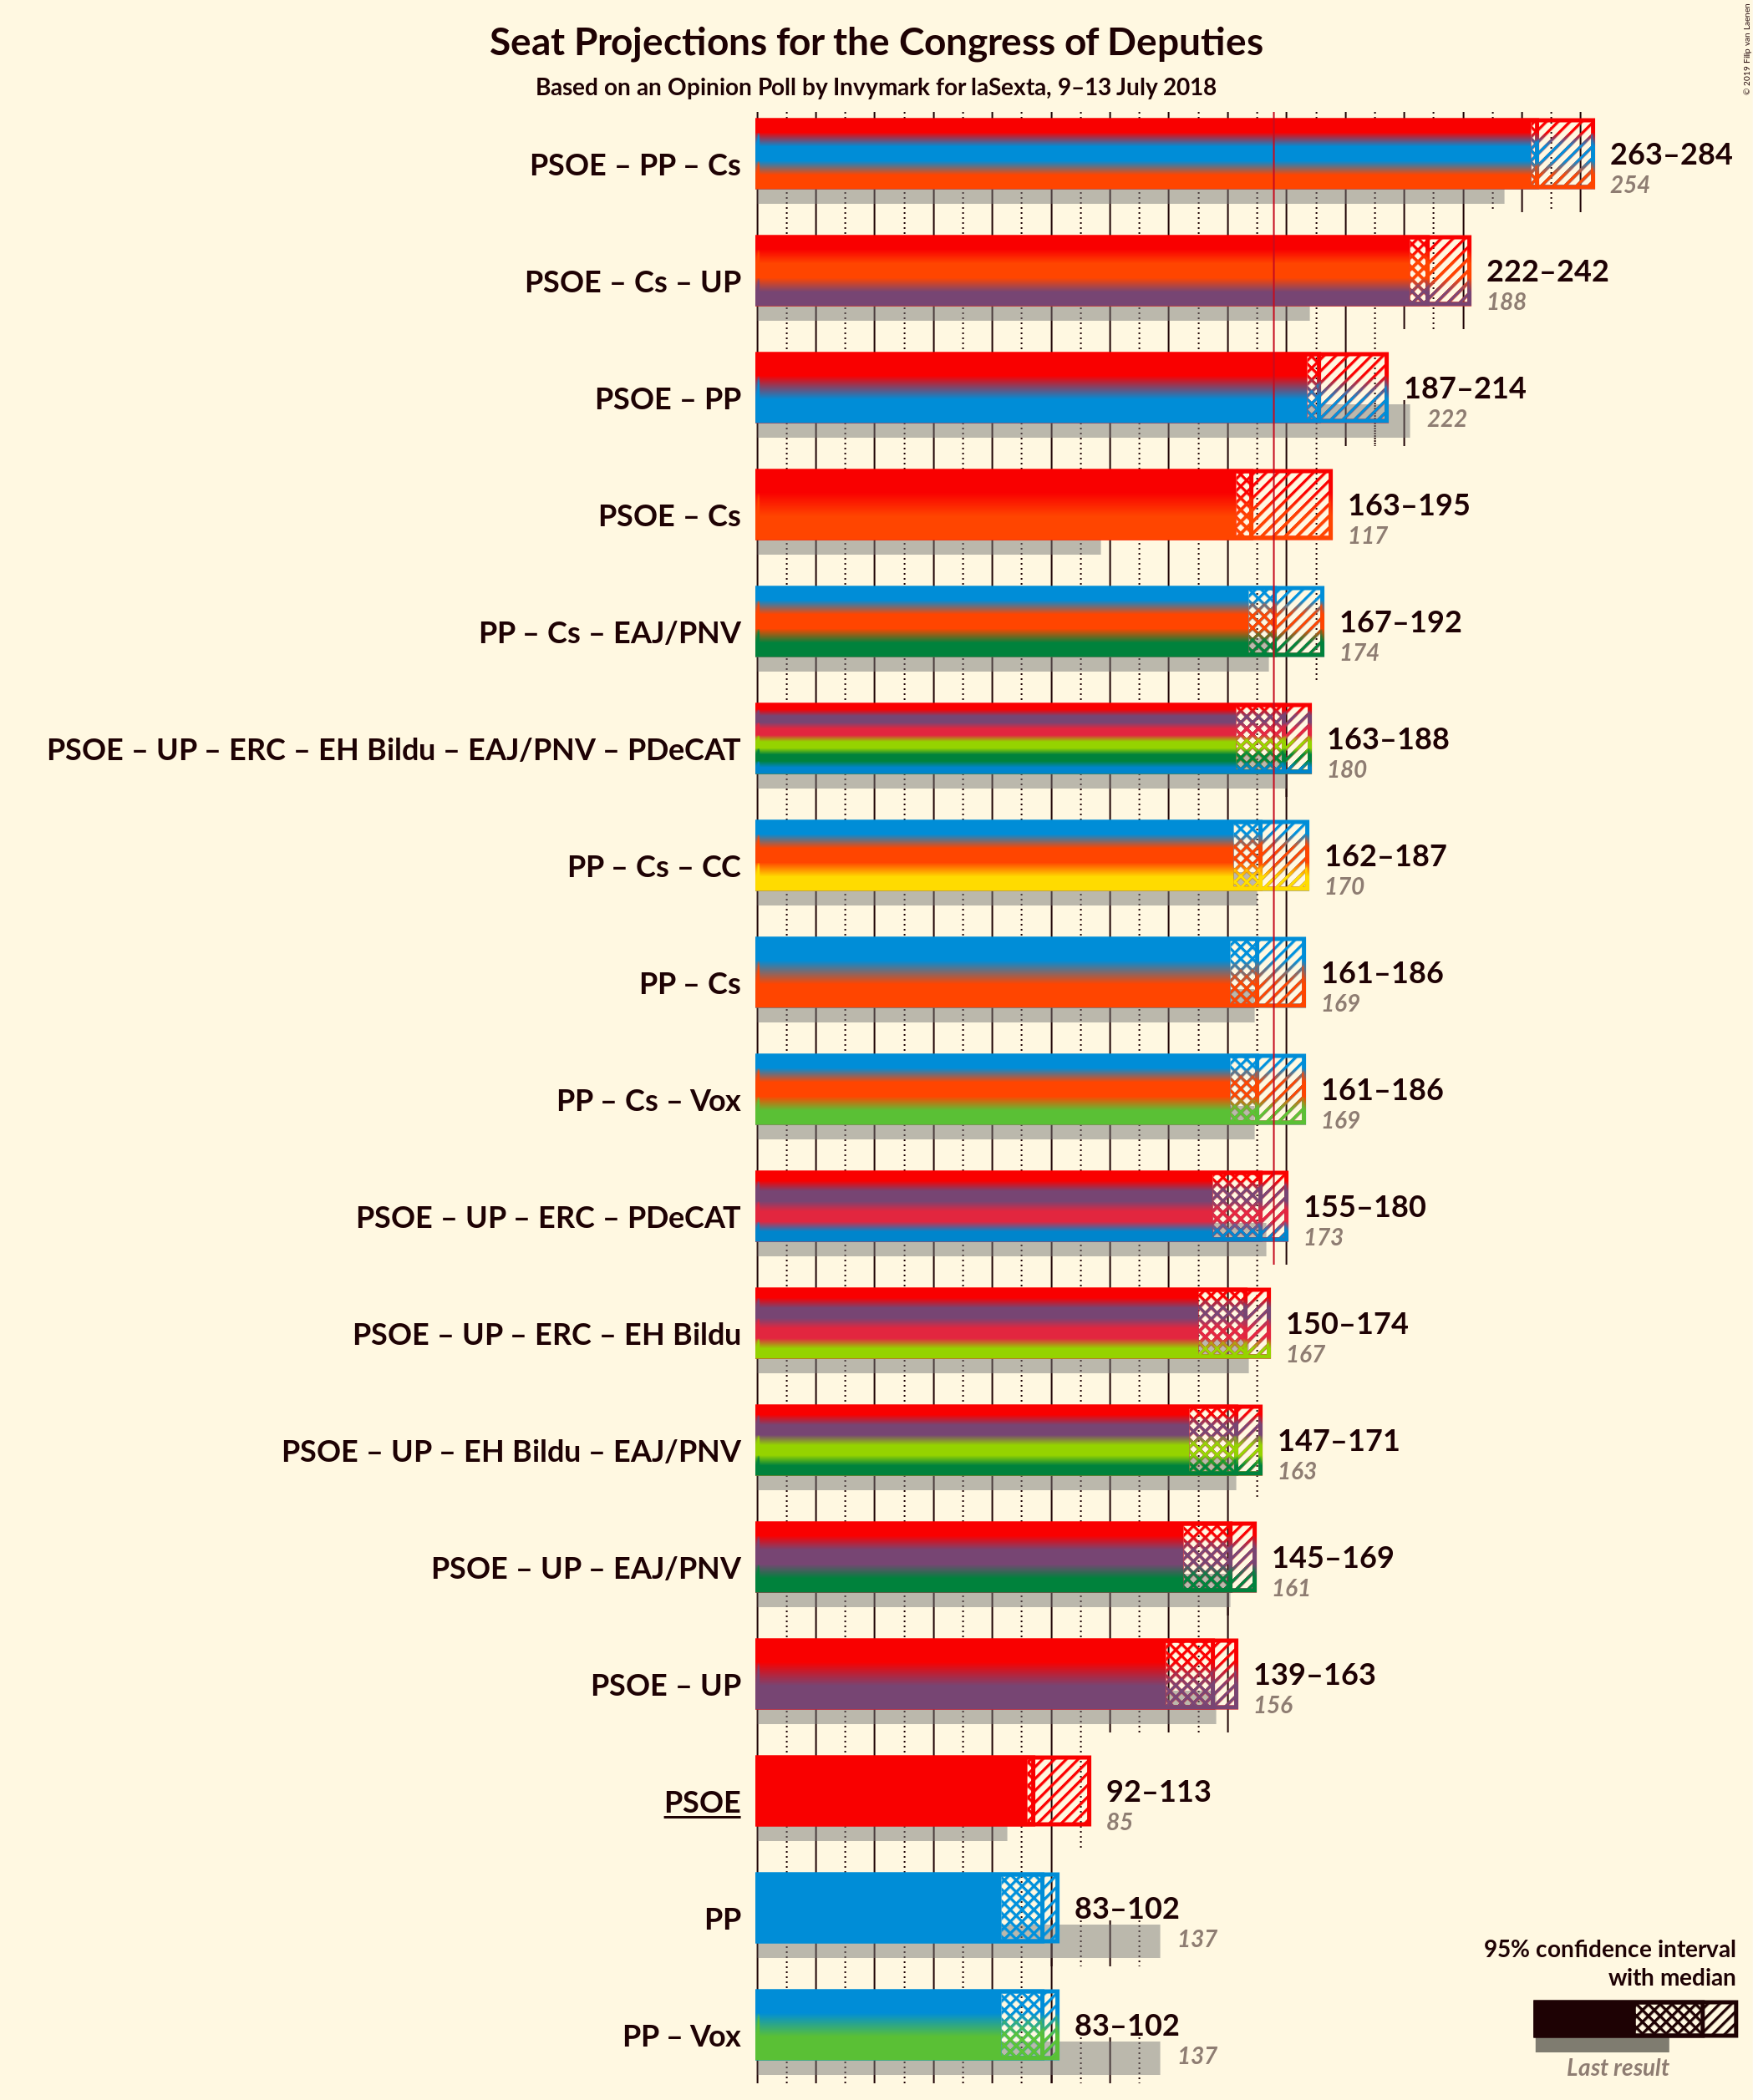 Seat Projections for the Congress of Deputies
Based on an Opinion Poll by Invymark for laSexta, 9–13 July 2018
© 2019 Filip van Laenen
PSOE – PP – Cs
263–284
254
PSOE – Cs – UP
222–242
188
PSOE – PP
187–214
222
PSOE – Cs
163–195
117
PP – Cs – EAJ/PNV
167–192
174
PSOE – UP – ERC – EH Bildu – EAJ/PNV – PDeCAT
163–188
180
PP – Cs – CC
162–187
170
PP – Cs
161–186
169
PP – Cs – Vox
161–186
169
PSOE – UP – ERC – PDeCAT
155–180
173
PSOE – UP – ERC – EH Bildu
150–174
167
PSOE – UP – EH Bildu – EAJ/PNV
147–171
163
PSOE – UP – EAJ/PNV
145–169
161
PSOE – UP
139–163
156
PSOE
92–113
85
PP
83–102
137
PP – Vox
83–102
137
95% confidence interval
with median
Last result